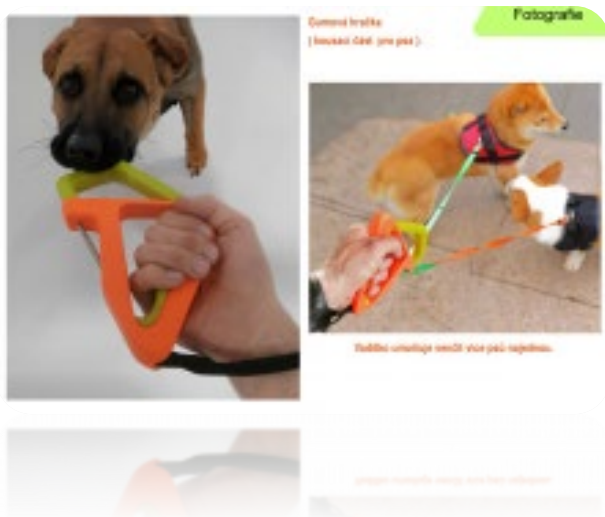 Fotografie
Gumová hračka
( kousací část pro psa ).
Vodítko umožňuje venčit více psů najednou.